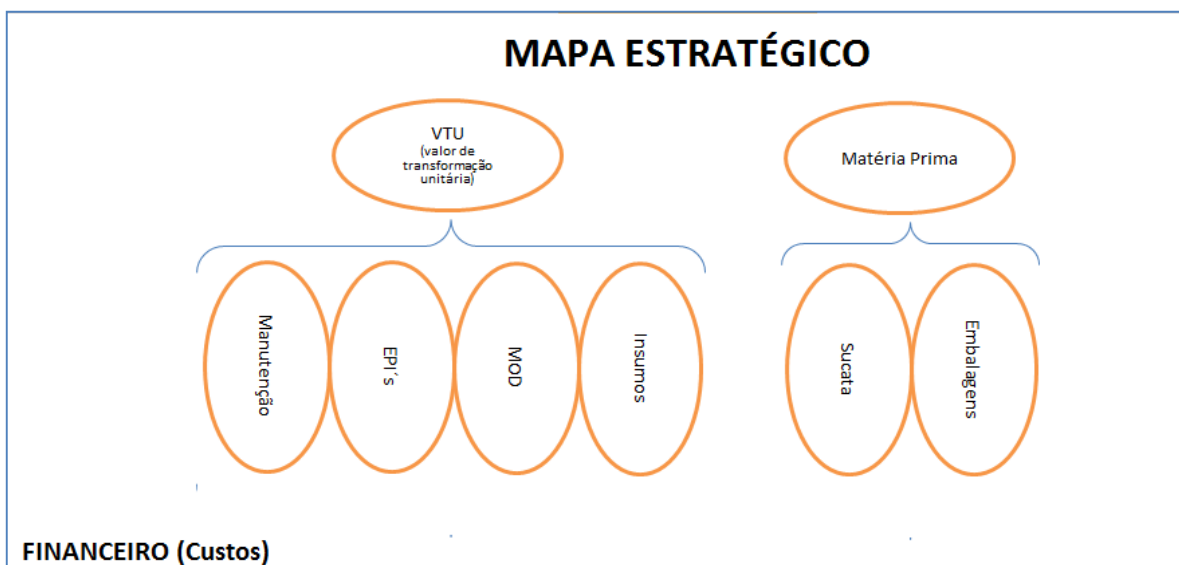 MAPA ESTRATÉGICO
VTU
(valor de
transformação
unitária)
Matéria Prima
Manutenção
EPI´s
MOD
Insumos
Sucata
Embalagens
FINANCEIRO (Custos)